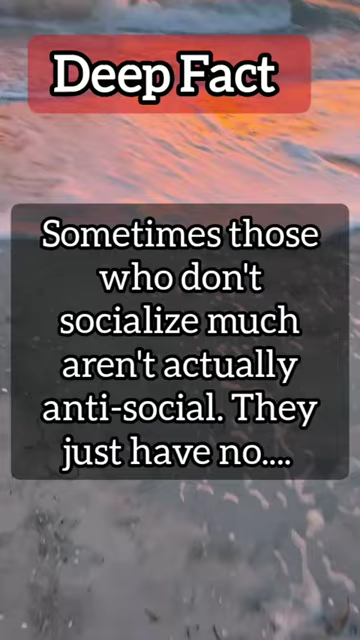 Deep Fact
Sometimes those
who don't
socialize much
aren't actually
anti-social. They
just have no....